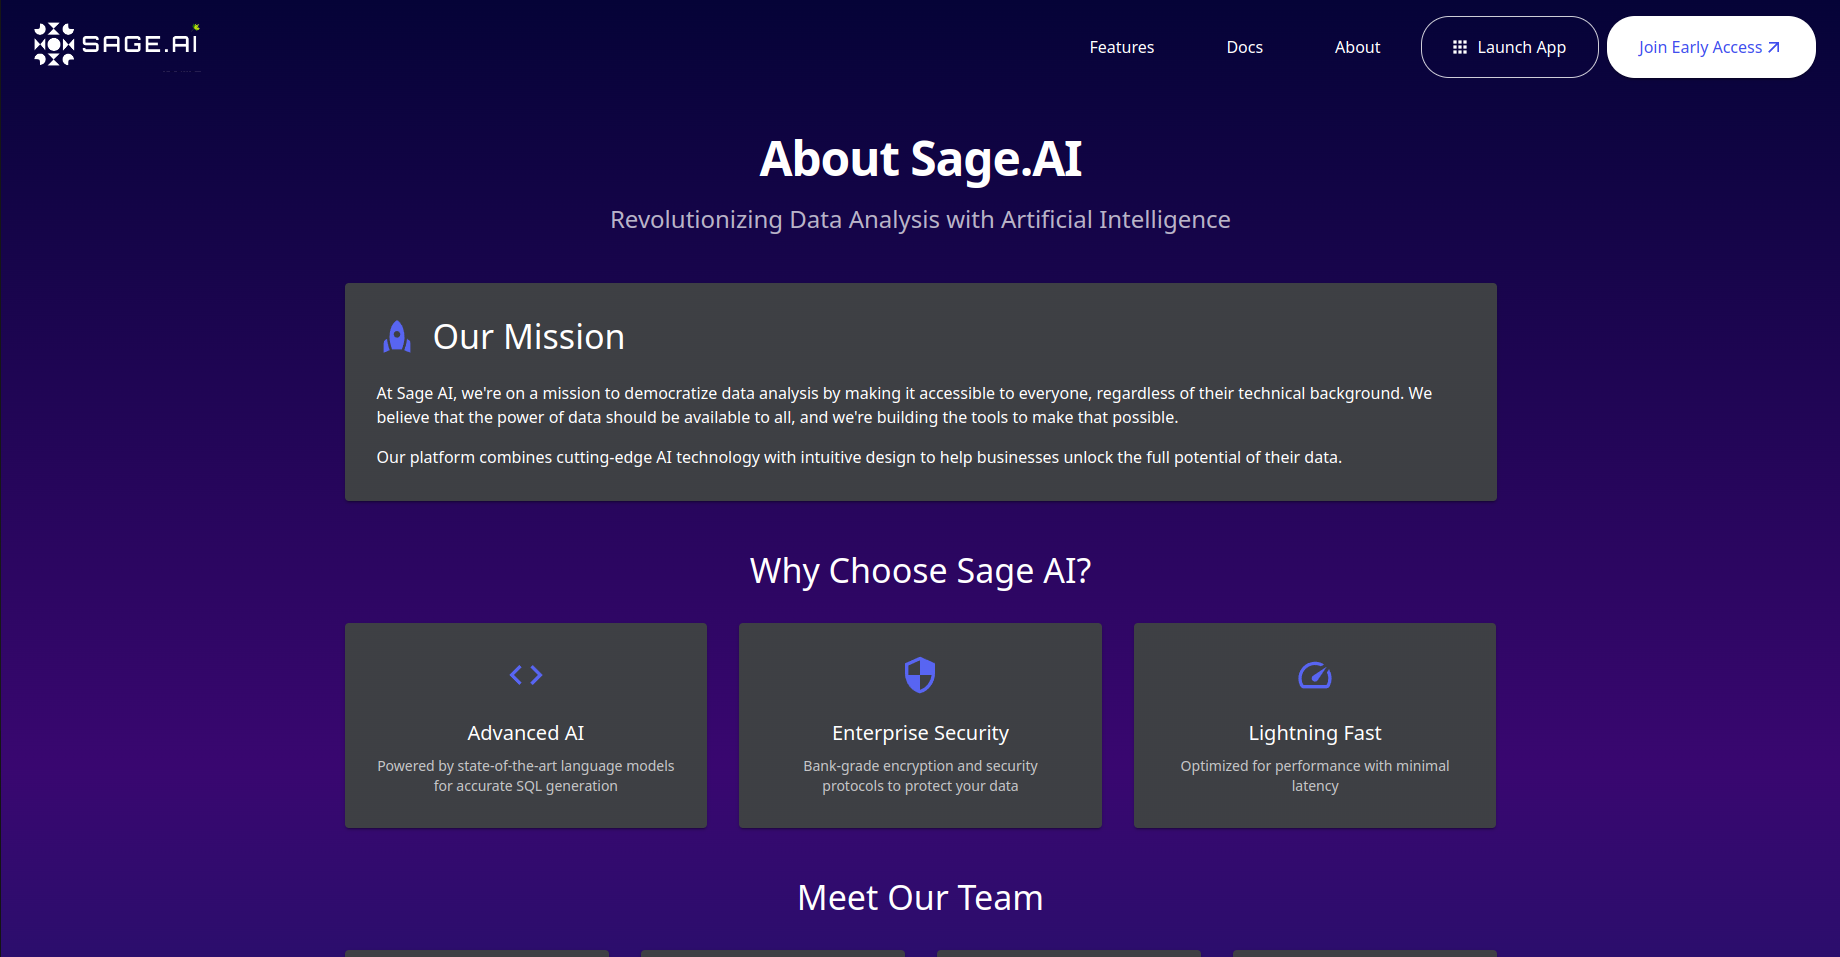 SAGE.AI
Features
Docs
About
Launch App
Join Early Access
About Sage.AI
Revolutionizing Data Analysis with Artificial Intelligence
Our Mission
At Sage AI, we're on a mission to democratize data analysis by making it accessible to everyone, regardless of their technical background. We
believe that the power of data should be available to all, and we're building the tools to make that possible.
Our platform combines cutting-edge AI technology with intuitive design to help businesses unlock the full potential of their data.
Why Choose Sage AI?
Advanced AI
Powered by state-of-the-art language models
for accurate SQL generation
Enterprise Security
Bank-grade encryption and security
protocols to protect your data
Lightning Fast
Optimized for performance with minimal
latency
Meet Our Team